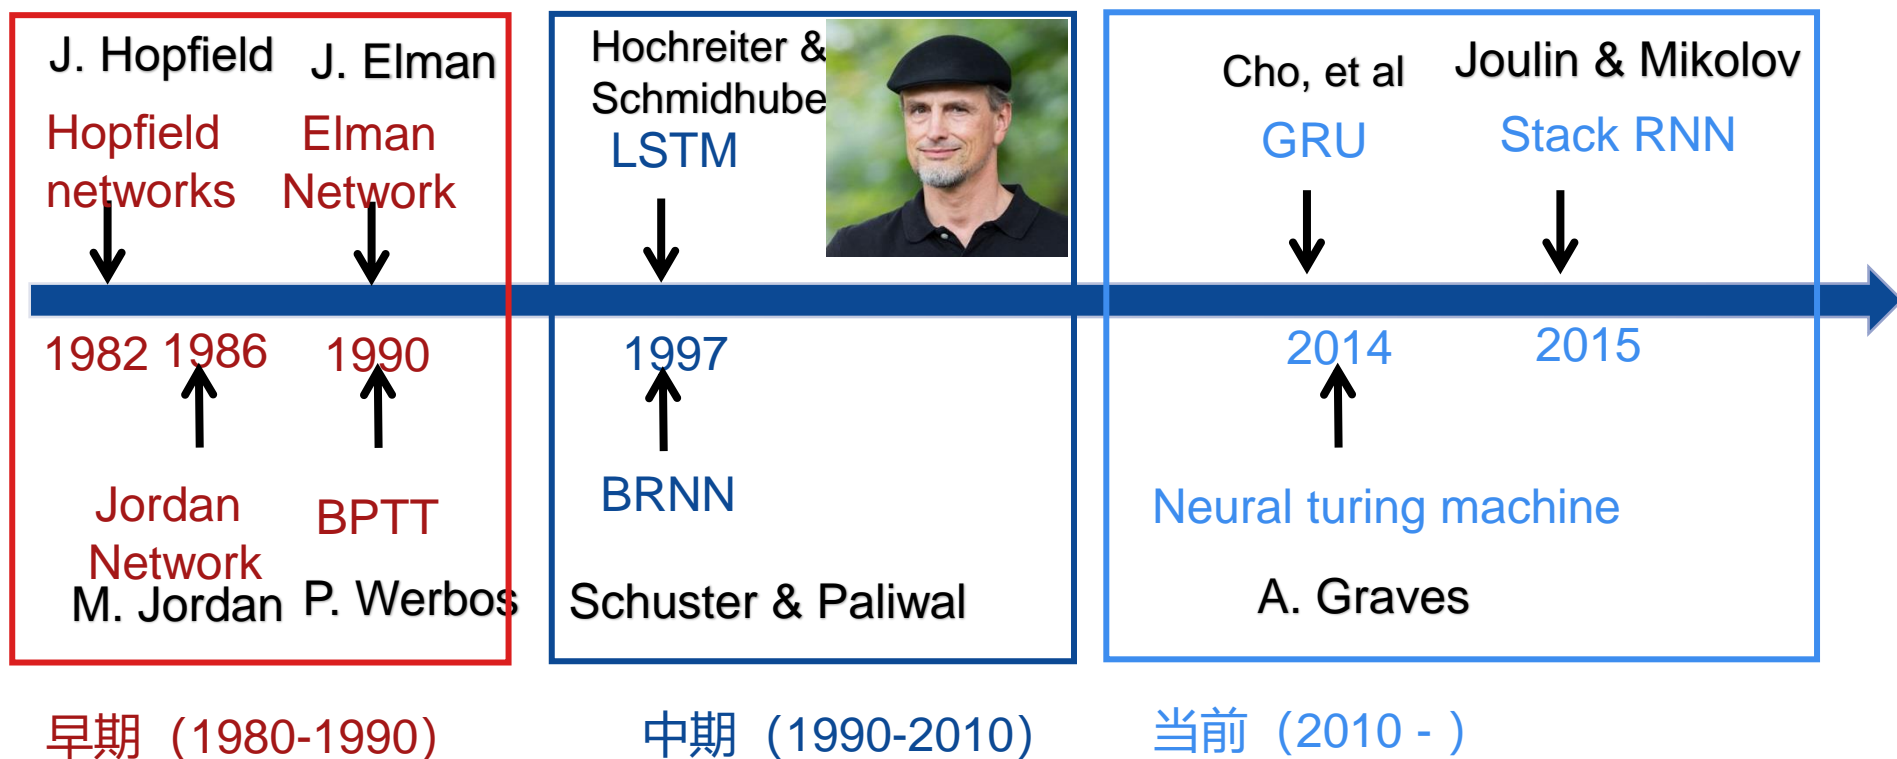 J. Hopfield
Hopfield
networks
J. Elman
Elman
Network
1982
1986
1990
Jordan
Network
M. Jordan
BPTT
P. Werbos
Hochreiter &
Schmidhube
LSTM
1997
BRNN
Schuster & Paliwal
Cho, et al
GRU
Joulin & Mikolov
Stack RNN
2014
2015
Neural turing machine
A. Graves
早期（1980-1990）
中期（1990-2010）
当前（2010 - ）